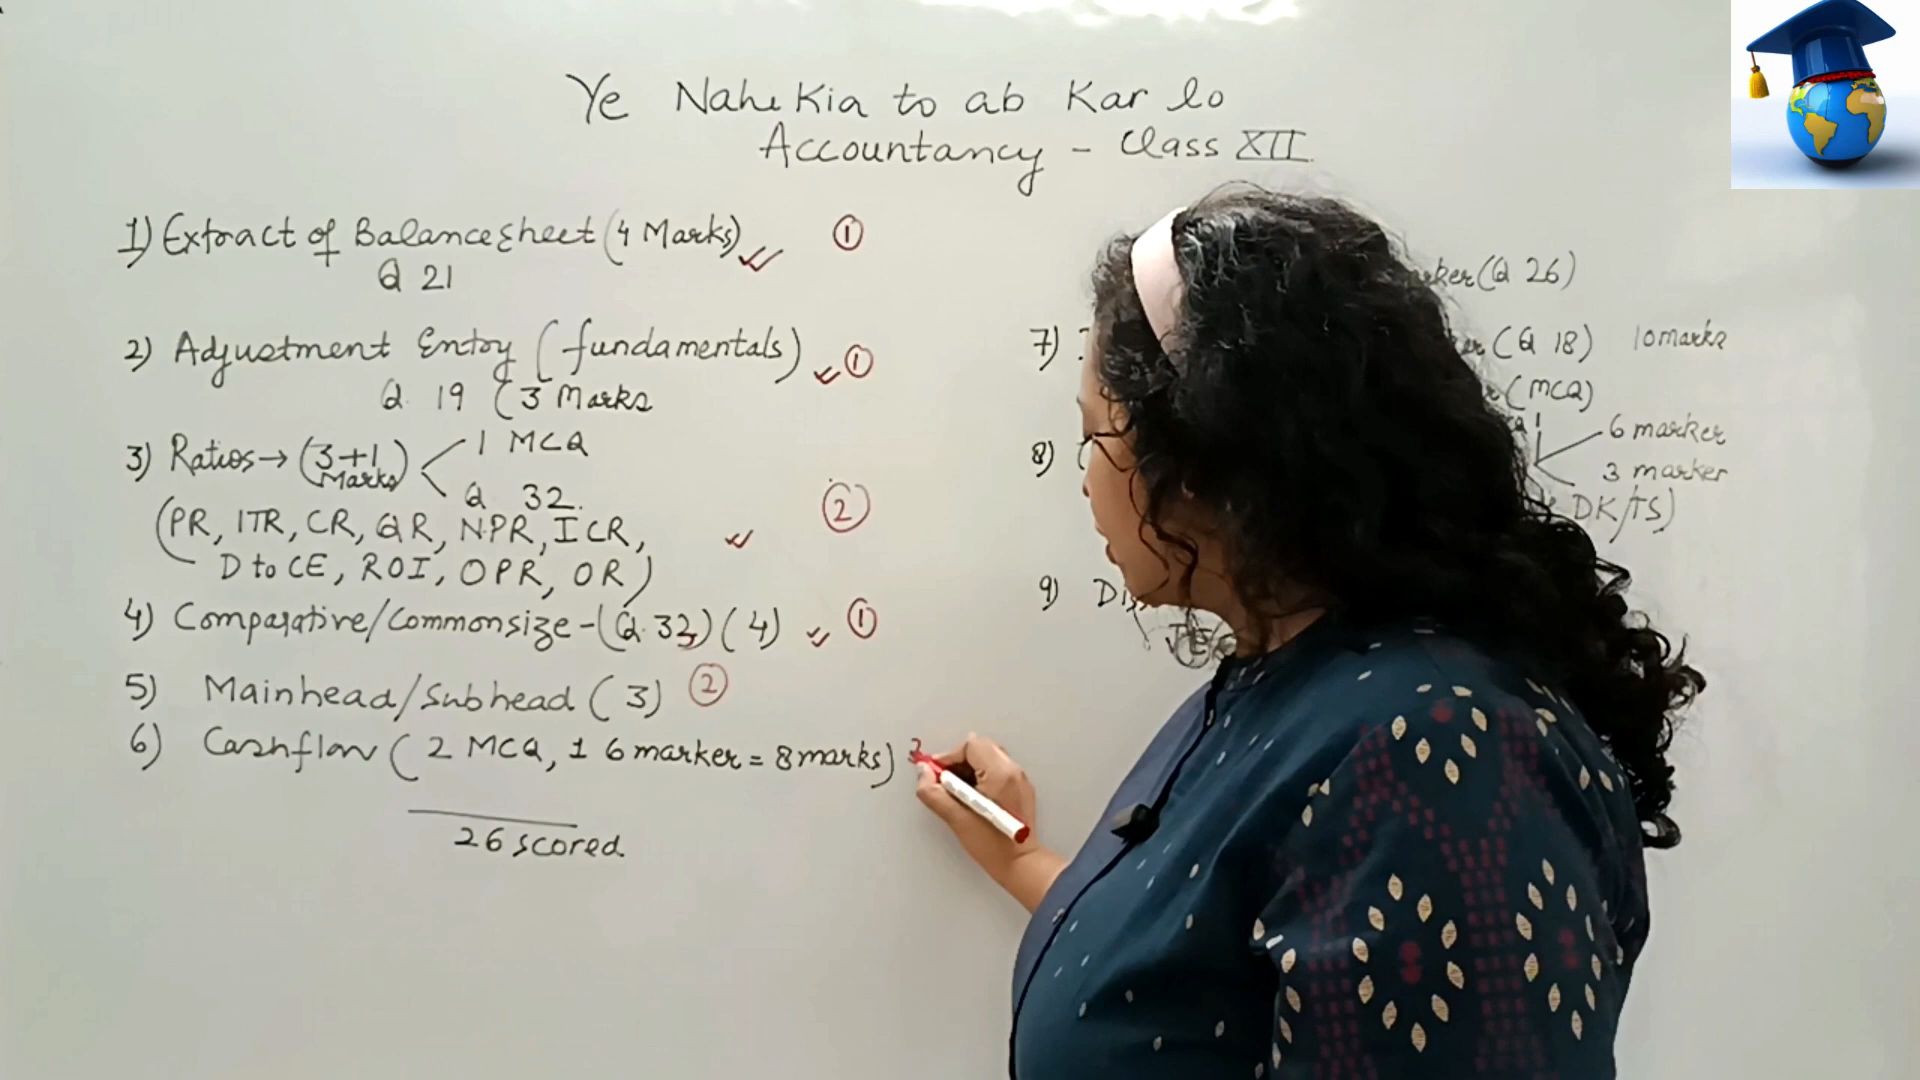 Ye Nahi Kia to ab Kar lo
Accountancy - Class XII
1) Extract of Balancesheet (4 Marks) ①
Q 21
2) Adjustment Entry (fundamentals) ①
Q. 19 (3 Marks
3) Ratios → (3+1) 1 MCQ
Marks
Q. 32.
(PR, ITR, CR, QR, NPR, ICR, ②
D to CE, ROI, OPR, OR)
4) Comparative/Commonsize - (Q. 33) (4) ①
5) Mainhead/Subhead (3) ②
6) Cashflow (2 MCQ, 1 6 marker = 8 marks)
26 scored
(Q 26)
7) (Q 18) 10 marks
(MCQ)
8) 6 marker
3 marker
DK/TS)
9)